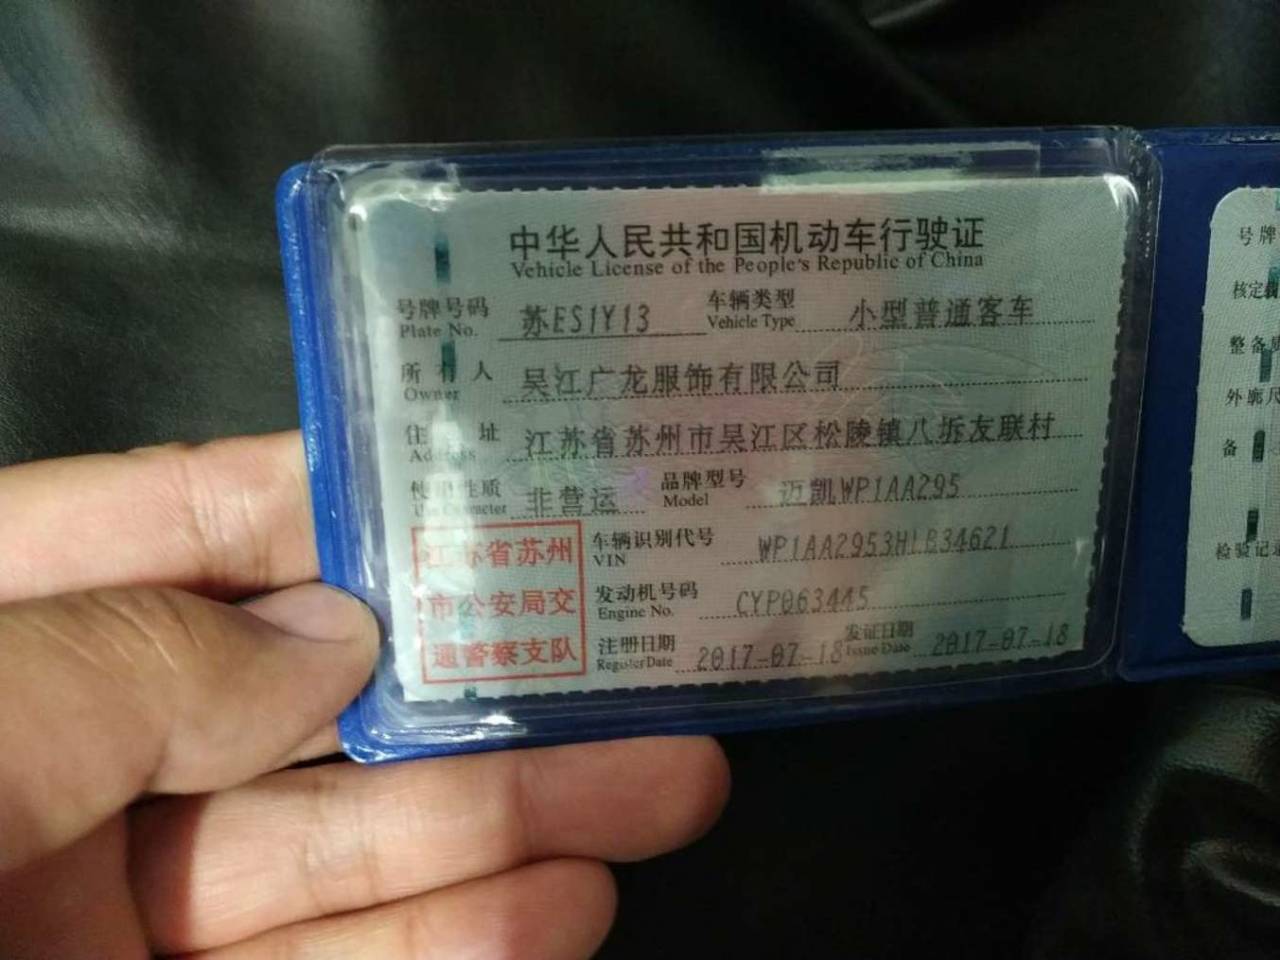 中华人民共和国机动车行驶证
Vehicle License of the People's Republic of China
号牌号码 苏ES1Y13 车辆类型 小型普通客车
Plate No. Vehicle Type
所有人 吴江广龙服饰有限公司
Owner
住址 江苏省苏州市吴江区松陵镇八坼友联村
Address
使用性质 非营运 品牌型号 迈凯WP1AA295
Use Character Model
江苏省苏州
市公安局交
通警察支队
车辆识别代号 WP1AA2953HLB34621
VIN
发动机号码 CYP063445
Engine No.
注册日期 2017-07-18 发证日期 2017-07-18
Register Date Issue Date
号牌
核定
整备质
外廓尺
备
检验记录